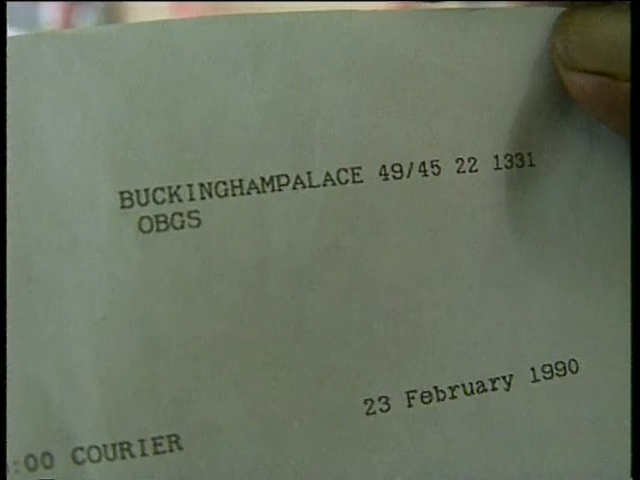 BUCKINGHAMPALACE 49/45 22 1331
OBGS
23 February 1990
:00 COURIER